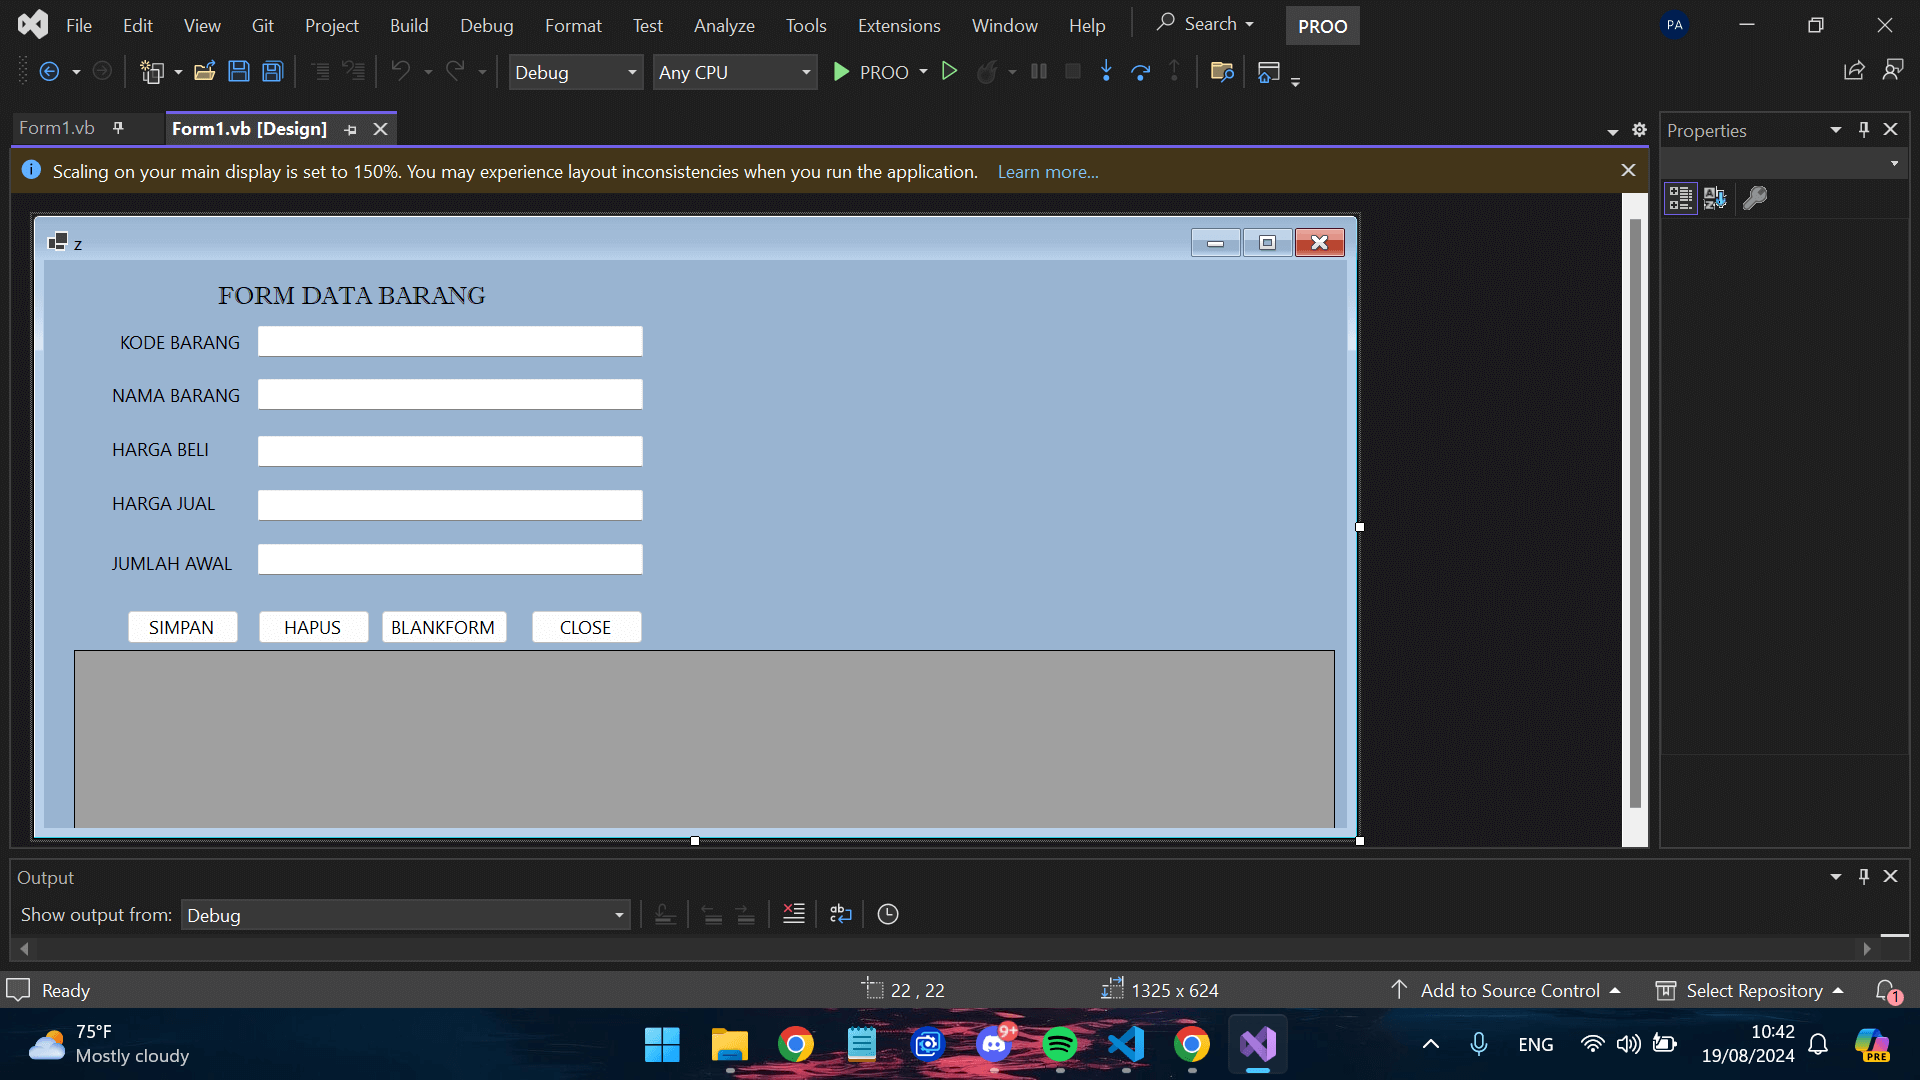 File Edit View Git Project Build Debug Format Test Analyze Tools Extensions Window Help Search PROO PA
Debug Any CPU PROO
Form1.vb Form1.vb [Design] Properties
Scaling on your main display is set to 150%. You may experience layout inconsistencies when you run the application. Learn more...
z
FORM DATA BARANG
KODE BARANG
NAMA BARANG
HARGA BELI
HARGA JUAL
JUMLAH AWAL
SIMPAN HAPUS BLANKFORM CLOSE
Output
Show output from: Debug
Ready 22 , 22 1325 x 624 Add to Source Control Select Repository 1
75°F
Mostly cloudy
9+
ENG
10:42
19/08/2024
PRE